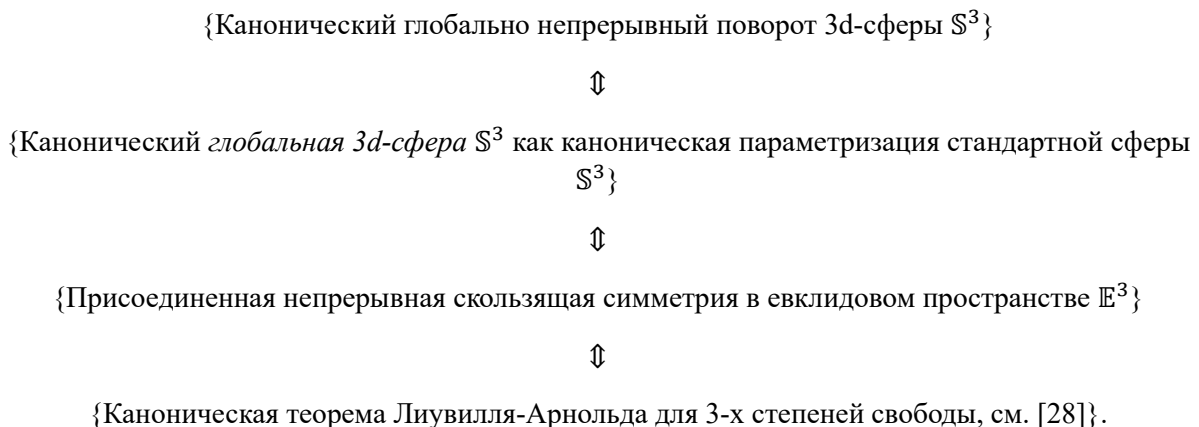 {Канонический глобально непрерывный поворот 3d-сферы 𝕊³}
⇕
{Канонический глобальная 3d-сфера 𝕊³ как каноническая параметризация стандартной сферы
𝕊³}
⇕
{Присоединенная непрерывная скользящая симметрия в евклидовом пространстве 𝔼³}
⇕
{Каноническая теорема Лиувилля-Арнольда для 3-х степеней свободы, см. [28]}.